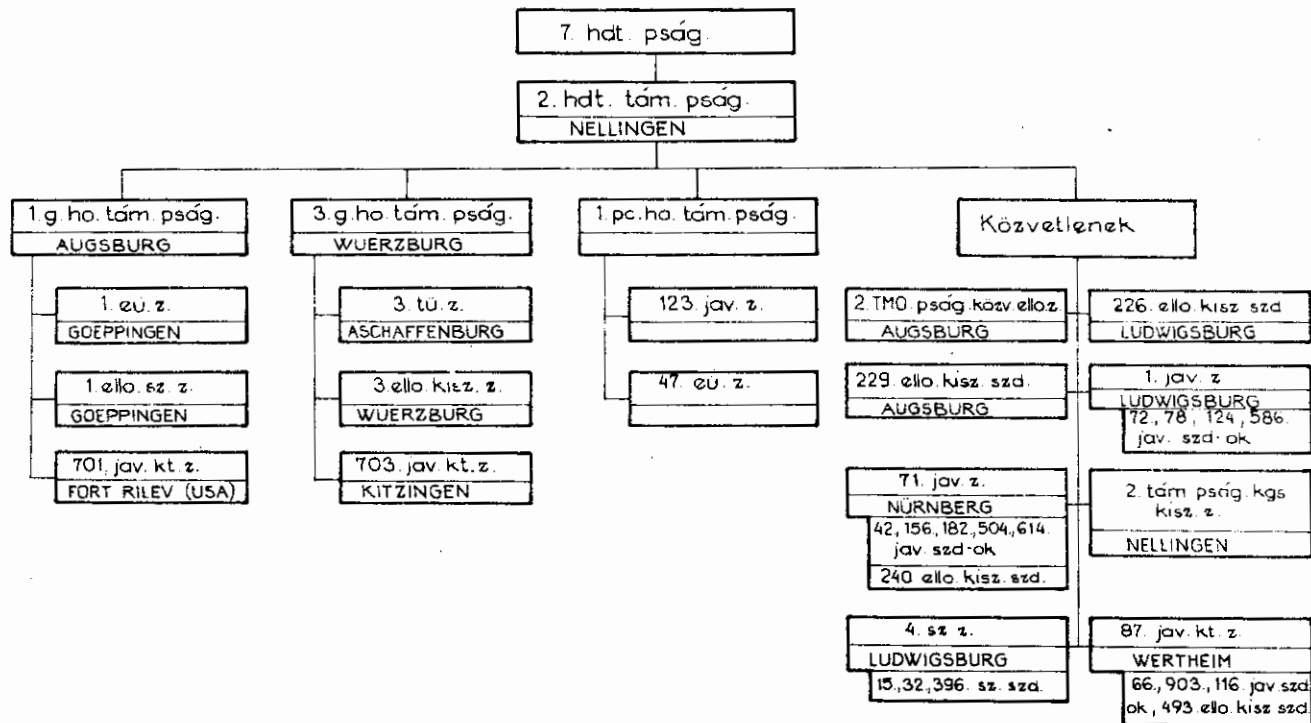 7. hdt. pság.
2. hdt. tám. pság.
NELLINGEN
1. g. ho. tám. pság.
AUGSBURG
1. eü. z.
GOEPPINGEN
1. ello. sz. z.
GOEPPINGEN
701. jav. kt. z.
FORT RILEV (USA)
3. g. ho. tám. pság.
WUERZBURG
3. tü. z.
ASCHAFFENBURG
3. ello. kitz. z.
WUERZBURG
703. jav. kt. z.
KITZINGEN
1. pc. ho. tám. pság.
123. jav. z.
47. eü. z.
Közvetlenek
2. TMO. pság. közv. ello. z.
AUGSBURG
226. ello. kisz. szd
LUDWIGSBURG
229. ello. kisz. szd.
AUGSBURG
1. jav. z
LUDWIGSBURG
72., 78, 124, 586.
jav. szd-ok
71. jav. z.
NÜRNBERG
42., 156., 182., 504., 614.
jav. szd-ok
240 ello. kisz. szd.
2. tám pság. kgs
kisz. z.
NELLINGEN
4. sz z.
LUDWIGSBURG
15., 32., 396. sz. szd.
87. jav. kt. z.
WERTHEIM
66., 903., 116. jav. szd
ok, 493. ello. kisz szd